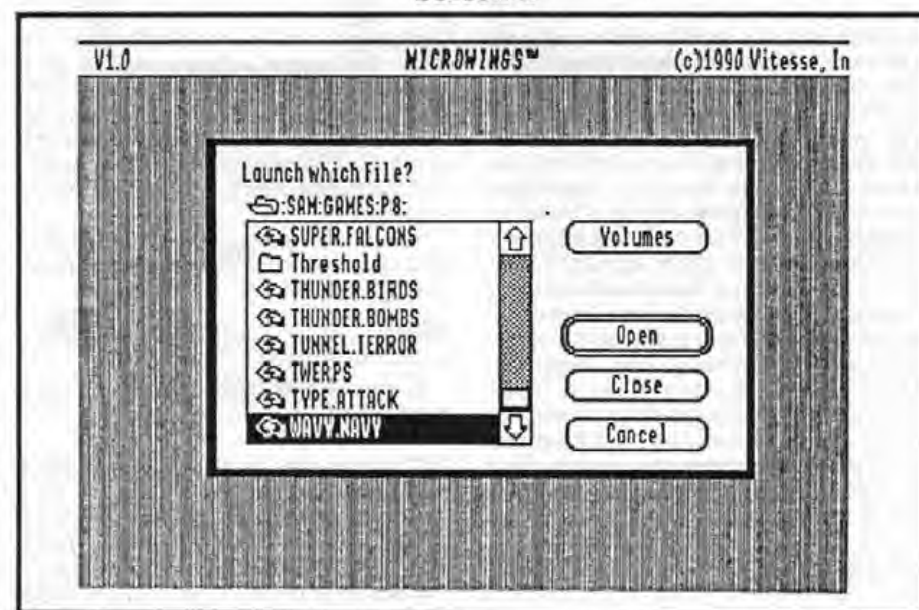 V1.0 MICROWINGS™ (c)1990 Vitesse, In
Launch which File?
:SAM:GAMES:P8:
SUPER.FALCONS
Threshold
THUNDER.BIRDS
THUNDER.BOMBS
TUNNEL.TERROR
TWERPS
TYPE.ATTACK
WAVY.NAVY
Volumes
Open
Close
Cancel